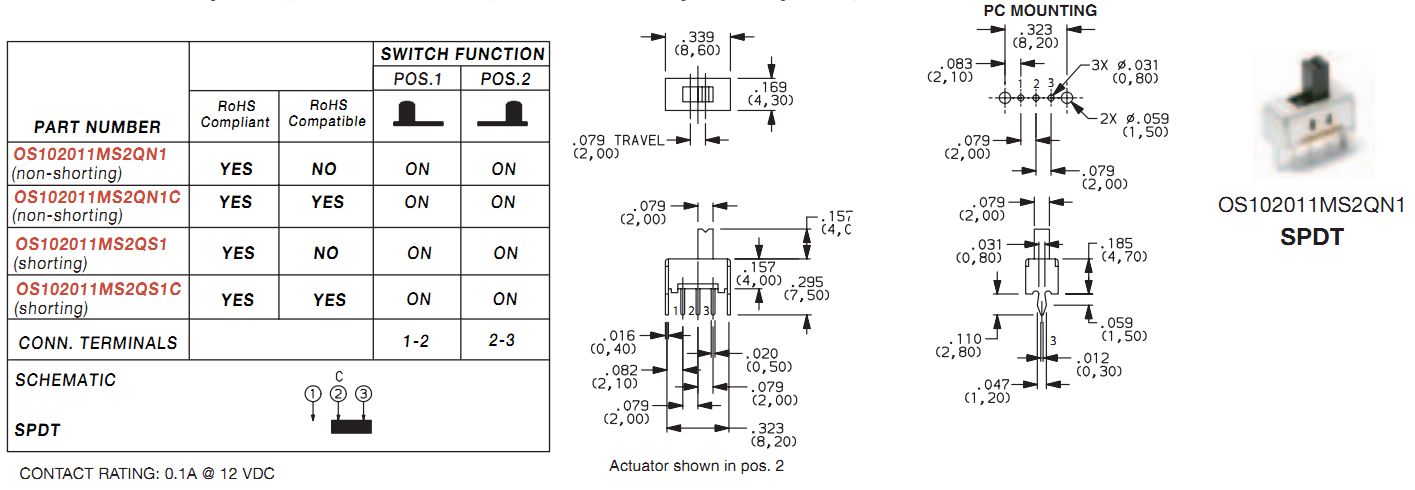 SWITCH FUNCTION
POS.1 POS.2
PART NUMBER
RoHS
Compliant
RoHS
Compatible
OS102011MS2QN1
(non-shorting)
YES NO ON ON
OS102011MS2QN1C
(non-shorting)
YES YES ON ON
OS102011MS2QS1
(shorting)
YES NO ON ON
OS102011MS2QS1C
(shorting)
YES YES ON ON
CONN. TERMINALS 1-2 2-3
SCHEMATIC
C
1 2 3
SPDT
CONTACT RATING: 0.1A @ 12 VDC
.339
(8,60)
.169
(4,30)
.079 TRAVEL
(2,00)
.079
(2,00)
.157
(4,00)
.295
(7,50)
1 2 3
.016
(0,40)
.020
(0,50)
.082
(2,10)
.079
(2,00)
.079
(2,00)
.323
(8,20)
Actuator shown in pos. 2
PC MOUNTING
.323
(8,20)
.083
(2,10)
3X ø.031
(0,80)
1 2 3
2X ø.059
(1,50)
.079
(2,00)
.079
(2,00)
.079
(2,00)
.031
(0,80)
.185
(4,70)
.059
(1,50)
.110
(2,80)
3
.012
(0,30)
.047
(1,20)
OS102011MS2QN1
SPDT